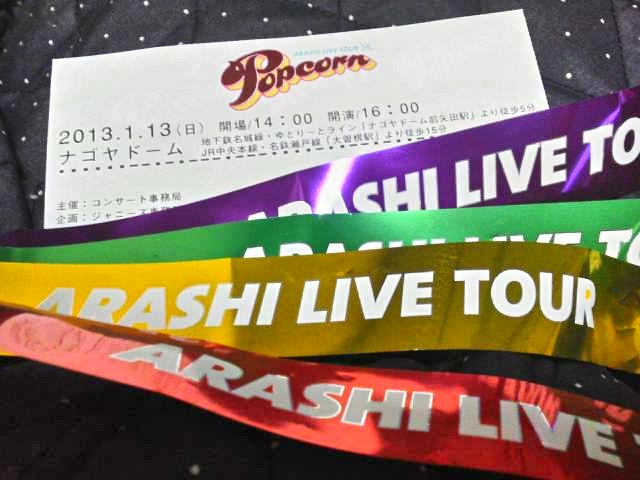 ARASHI LIVE TOUR
Popcorn
2013.1.13(日) 開場/14:00 開演/16:00
ナゴヤドーム
地下鉄名城線・ゆとりーとライン「ナゴヤドーム前矢田駅」より徒歩5分
JR中央本線・名鉄瀬戸線「大曽根駅」より徒歩15分
主催:コンサート事務局
企画:ジャニーズ
ARASHI LIVE TO
ARASHI LIVE TO
ARASHI LIVE TOUR
ARASHI LIVE